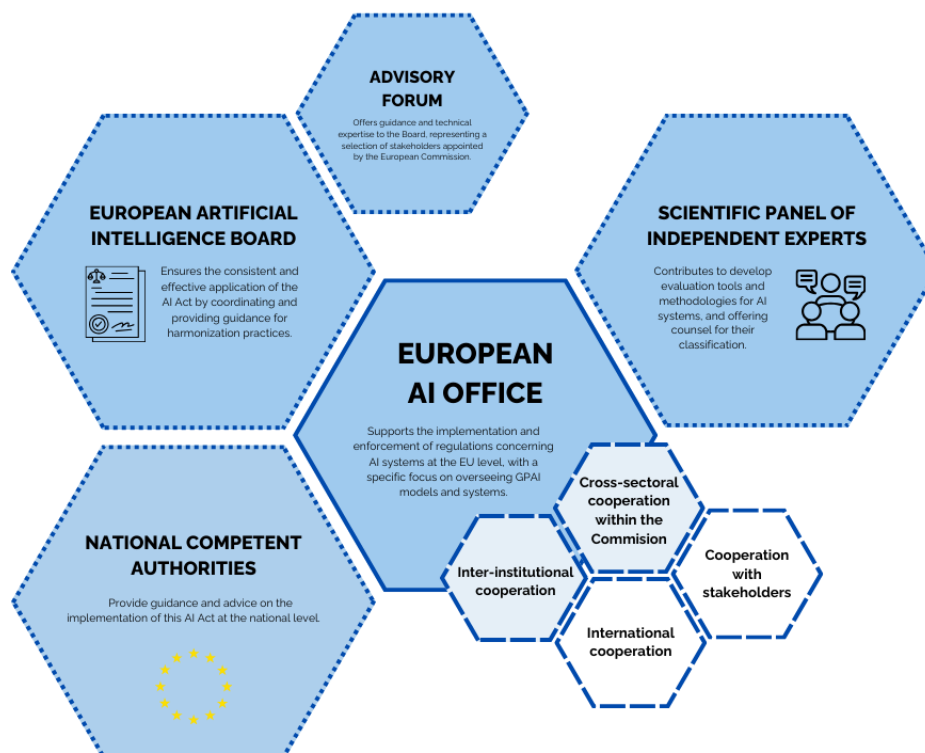 ADVISORY
FORUM
Offers guidance and technical
expertise to the Board, representing a
selection of stakeholders appointed
by the European Commission.
EUROPEAN ARTIFICIAL
INTELLIGENCE BOARD
Ensures the consistent and
effective application of the
AI Act by coordinating and
providing guidance for
harmonization practices.
SCIENTIFIC PANEL OF
INDEPENDENT EXPERTS
Contributes to develop
evaluation tools and
methodologies for AI
systems, and offering
counsel for their
classification.
EUROPEAN
AI OFFICE
Supports the implementation and
enforcement of regulations concerning
AI systems at the EU level, with a
specific focus on overseeing GPAI
models and systems.
NATIONAL COMPETENT
AUTHORITIES
Provide guidance and advice on the
implementation of this AI Act at the national level.
Cross-sectoral
cooperation
within the
Commision
Inter-institutional
cooperation
Cooperation
with
stakeholders
International
cooperation